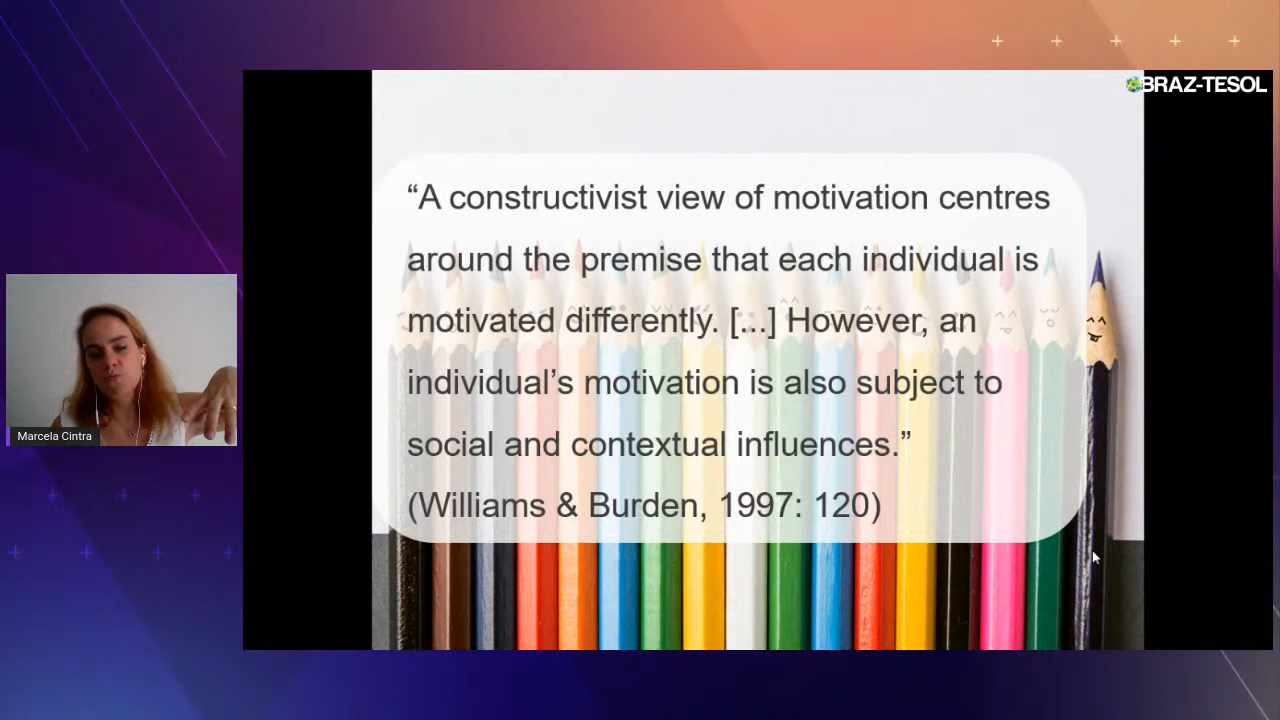 BRAZ-TESOL
“A constructivist view of motivation centres
around the premise that each individual is
motivated differently. [...] However, an
individual’s motivation is also subject to
social and contextual influences.”
(Williams & Burden, 1997: 120)
Marcela Cintra